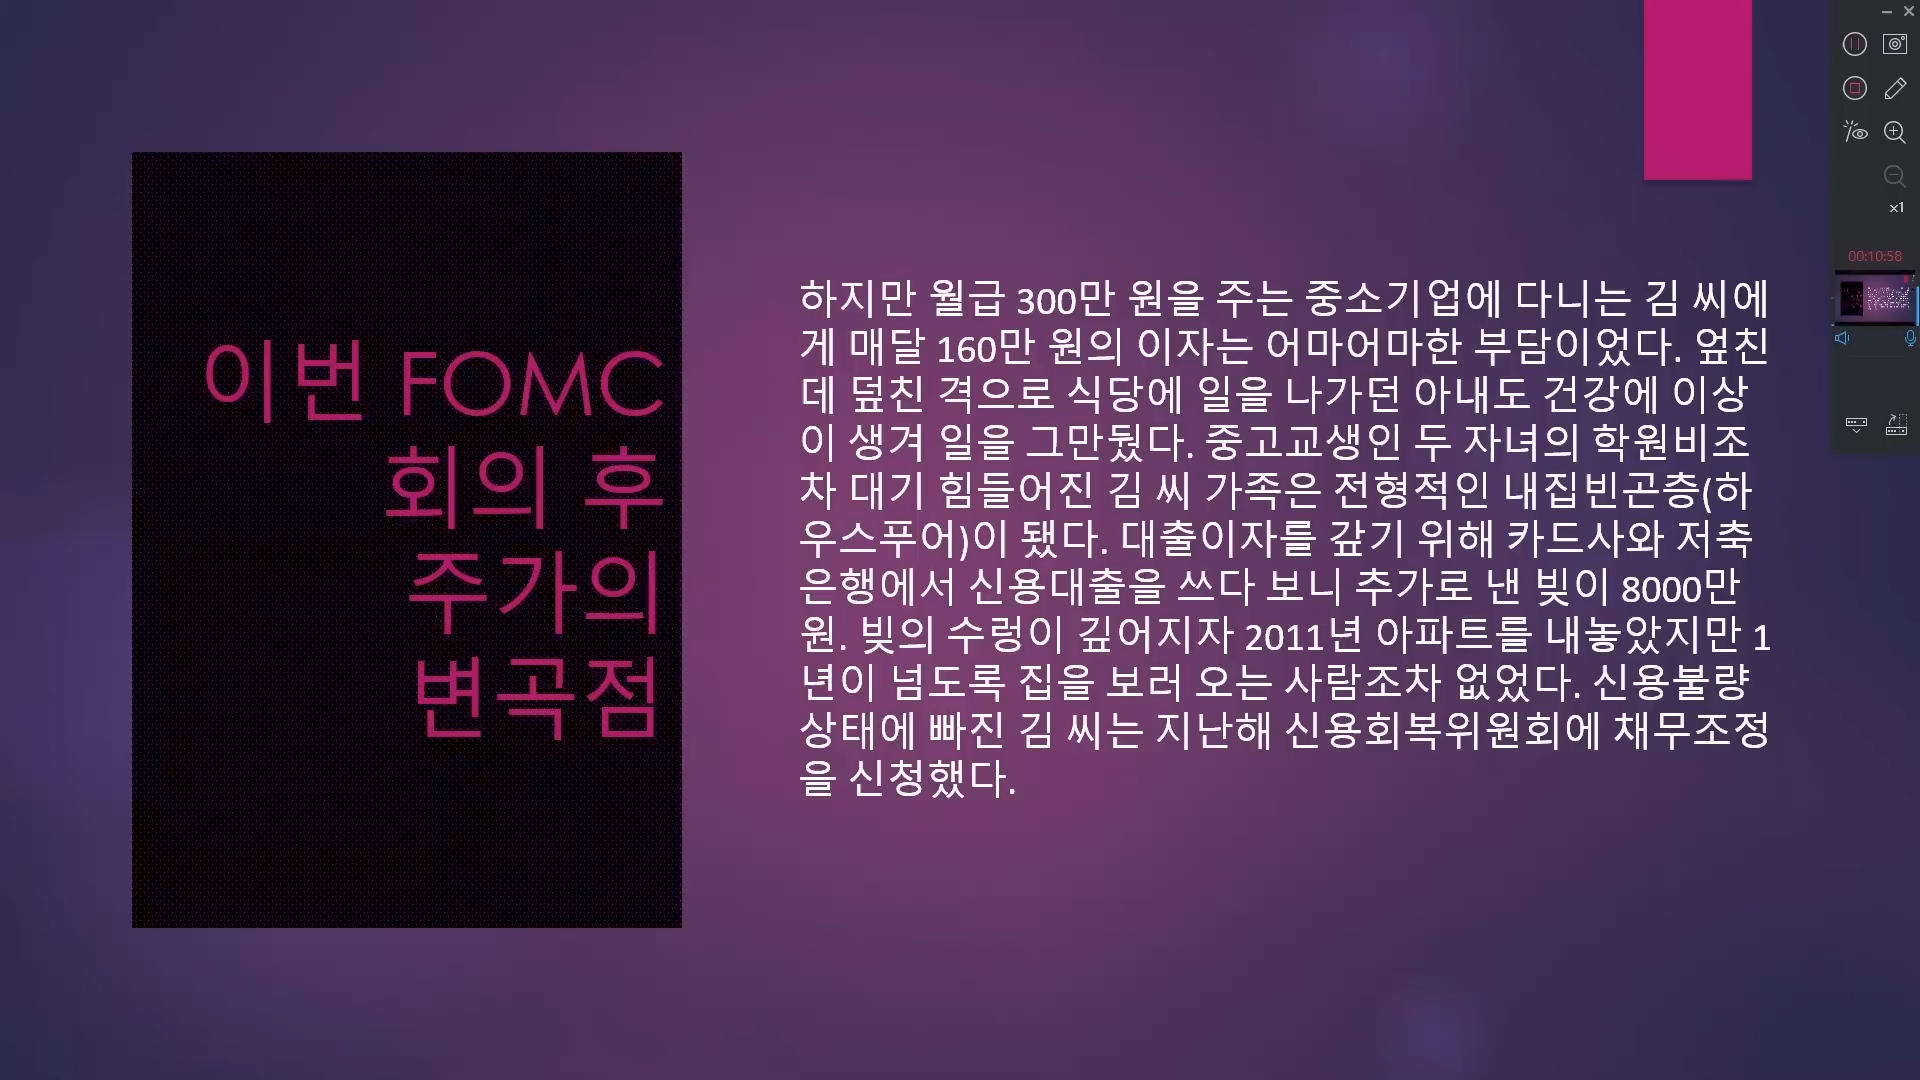 이번 FOMC
회의 후
주가의
변곡점
하지만 월급 300만 원을 주는 중소기업에 다니는 김 씨에
게 매달 160만 원의 이자는 어마어마한 부담이었다. 엎친
데 덮친 격으로 식당에 일을 나가던 아내도 건강에 이상
이 생겨 일을 그만뒀다. 중고교생인 두 자녀의 학원비조
차 대기 힘들어진 김 씨 가족은 전형적인 내집빈곤층(하
우스푸어)이 됐다. 대출이자를 갚기 위해 카드사와 저축
은행에서 신용대출을 쓰다 보니 추가로 낸 빚이 8000만
원. 빚의 수렁이 깊어지자 2011년 아파트를 내놓았지만 1
년이 넘도록 집을 보러 오는 사람조차 없었다. 신용불량
상태에 빠진 김 씨는 지난해 신용회복위원회에 채무조정
을 신청했다.
x1
00:10:58